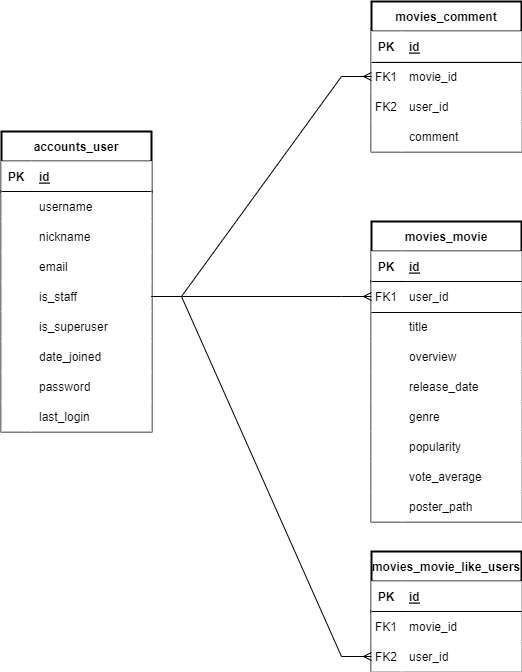 accounts_user
PK id
username
nickname
email
is_staff
is_superuser
date_joined
password
last_login
movies_comment
PK id
FK1 movie_id
FK2 user_id
comment
movies_movie
PK id
FK1 user_id
title
overview
release_date
genre
popularity
vote_average
poster_path
movies_movie_like_users
PK id
FK1 movie_id
FK2 user_id